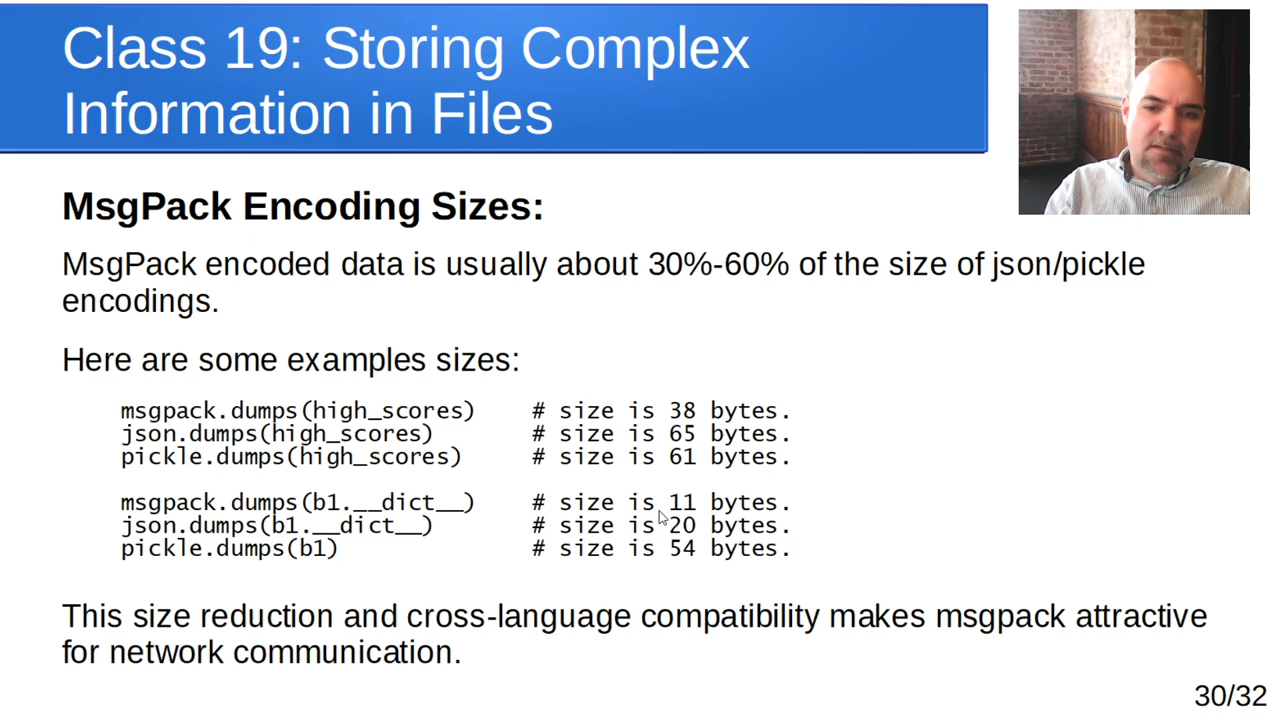 Class 19: Storing Complex
Information in Files
MsgPack Encoding Sizes:
MsgPack encoded data is usually about 30%-60% of the size of json/pickle
encodings.
Here are some examples sizes:
msgpack.dumps(high_scores)    # size is 38 bytes.
json.dumps(high_scores)       # size is 65 bytes.
pickle.dumps(high_scores)     # size is 61 bytes.
msgpack.dumps(b1.__dict__)    # size is 11 bytes.
json.dumps(b1.__dict__)       # size is 20 bytes.
pickle.dumps(b1)              # size is 54 bytes.
This size reduction and cross-language compatibility makes msgpack attractive
for network communication.
30/32